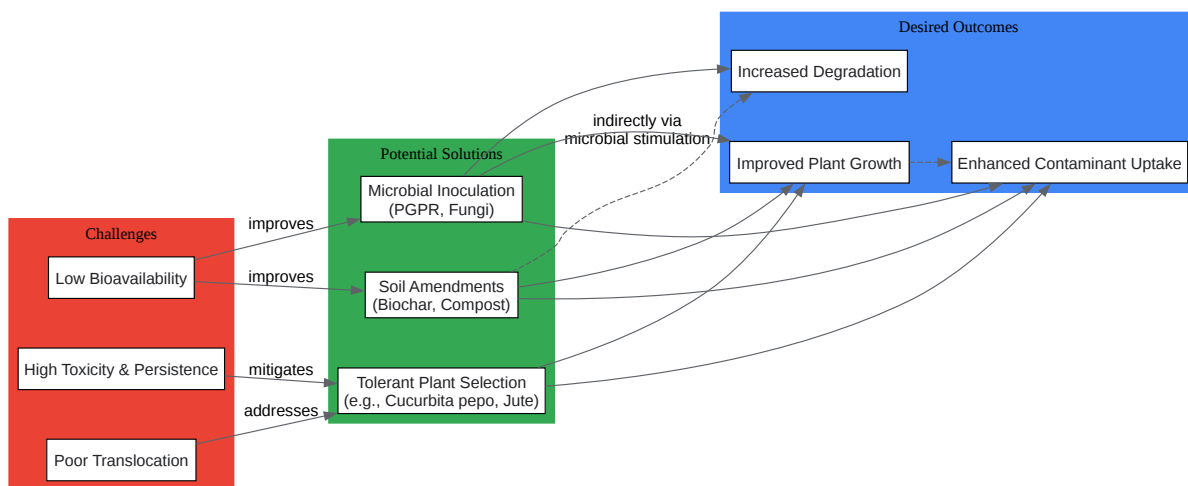 Challenges
Low Bioavailability
High Toxicity & Persistence
Poor Translocation
improves
improves
mitigates
addresses
Potential Solutions
Microbial Inoculation
(PGPR, Fungi)
Soil Amendments
(Biochar, Compost)
Tolerant Plant Selection
(e.g., Cucurbita pepo, Jute)
indirectly via
microbial stimulation
Desired Outcomes
Increased Degradation
Improved Plant Growth
Enhanced Contaminant Uptake